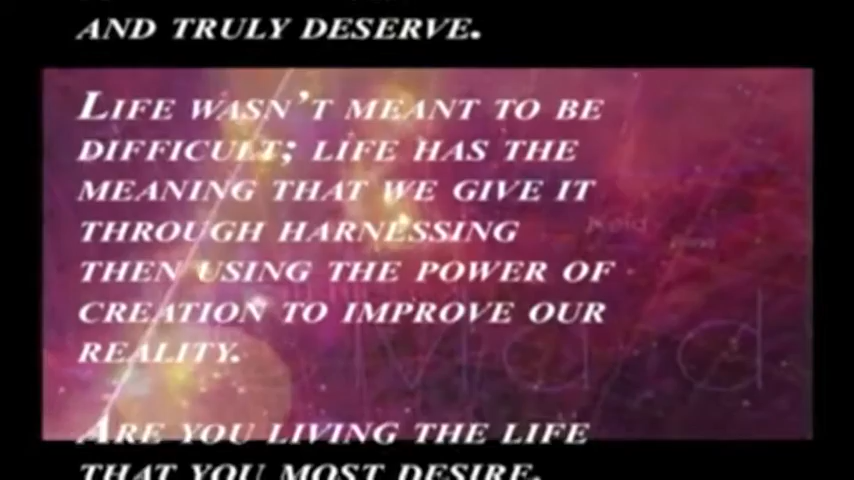 AND TRULY DESERVE.
LIFE WASN'T MEANT TO BE
DIFFICULT; LIFE HAS THE
MEANING THAT WE GIVE IT
THROUGH HARNESSING
THEN USING THE POWER OF
CREATION TO IMPROVE OUR
REALITY.
ARE YOU LIVING THE LIFE
THAT YOU MOST DESIRE,